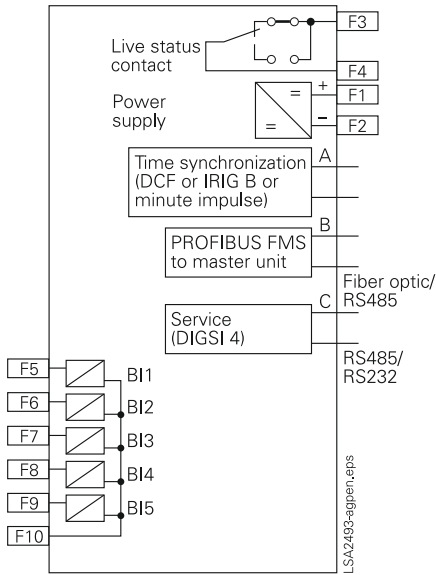 F3
Live status
contact
F4
+
F1
Power
supply
=
=
−
F2
A
Time synchronization
(DCF or IRIG B or
minute impulse)
B
PROFIBUS FMS
to master unit
Fiber optic/
RS485
C
Service
(DIGSI 4)
RS485/
RS232
F5
BI1
F6
BI2
F7
BI3
F8
BI4
F9
BI5
F10
LSA2493-agpen.eps